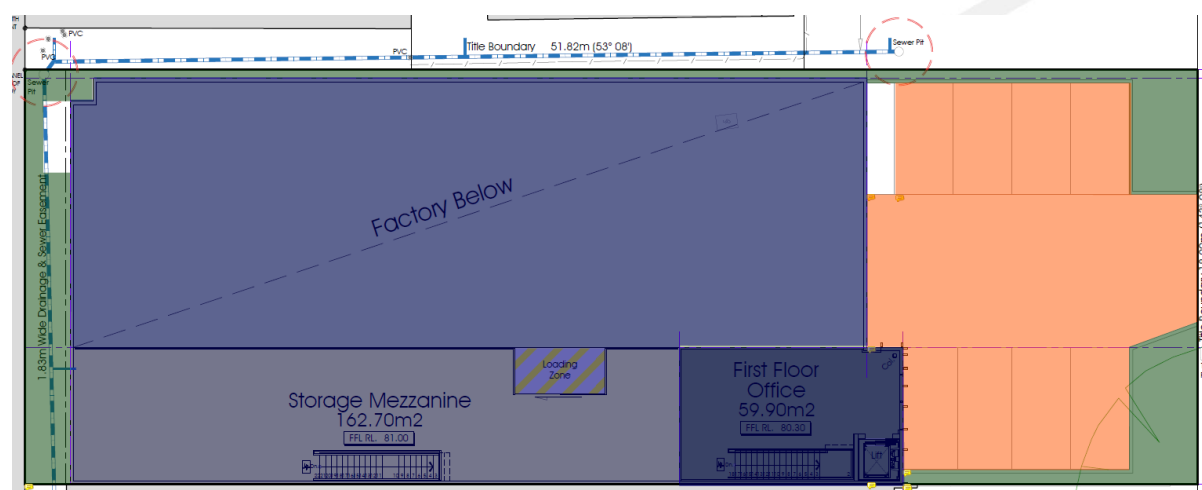 PVC
PVC
PVC
Title Boundary 51.82m (53° 08')
Sewer Pit
Sewer
Pit
1.83m Wide Drainage & Sewer Easement
Factory Below
Loading
Zone
Storage Mezzanine
162.70m2
FFL RL. 81.00
First Floor
Office
59.90m2
FFL RL. 80.30
Lift